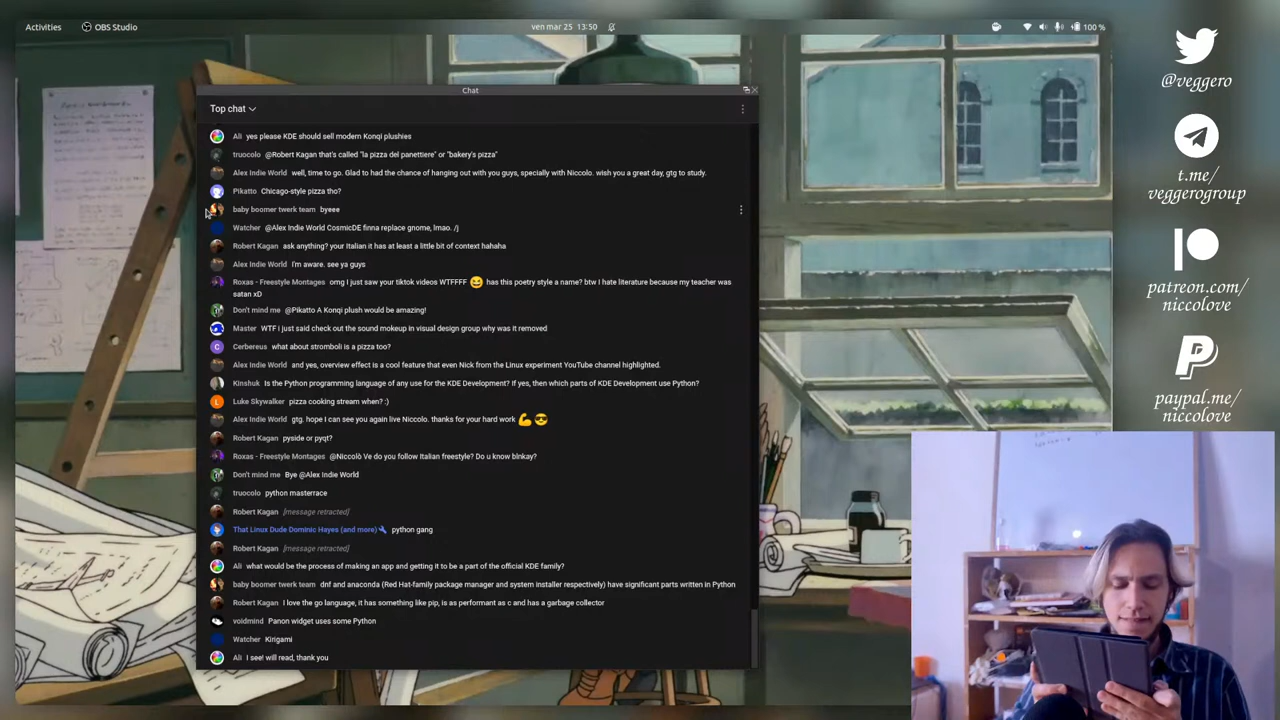 Activities
OBS Studio
ven mar 25 13:50
100 %
Chat
Top chat
Ali yes please KDE should sell modern Konqi plushies
truocolo @Robert Kagan that's called "la pizza del panettiere" or "bakery's pizza"
Alex Indie World well, time to go. Glad to had the chance of hanging out with you guys, specially with Niccolo. wish you a great day, gtg to study.
Pikatto Chicago-style pizza tho?
baby boomer twerk team byeee
Watcher @Alex Indie World CosmicDE finna replace gnome, lmao. /j
Robert Kagan ask anything? your Italian it has at least a little bit of context hahaha
Alex Indie World I'm aware. see ya guys
Roxas - Freestyle Montages omg I just saw your tiktok videos WTFFFF 😆 has this poetry style a name? btw I hate literature because my teacher was
satan xD
Don't mind me @Pikatto A Konqi plush would be amazing!
Master WTF i just said check out the sound mokeup in visual design group why was it removed
C
Cerbereus what about stromboli is a pizza too?
Alex Indie World and yes, overview effect is a cool feature that even Nick from the Linux experiment YouTube channel highlighted.
Kinshuk Is the Python programming language of any use for the KDE Development? If yes, then which parts of KDE Development use Python?
L
Luke Skywalker pizza cooking stream when? :)
Alex Indie World gtg. hope I can see you again live Niccolo. thanks for your hard work 💪 😎
Robert Kagan pyside or pyqt?
Roxas - Freestyle Montages @Niccolò Ve do you follow Italian freestyle? Do u know blnkay?
Don't mind me Bye @Alex Indie World
truocolo python masterrace
Robert Kagan [message retracted]
That Linux Dude Dominic Hayes (and more) python gang
Robert Kagan [message retracted]
Ali what would be the process of making an app and getting it to be a part of the official KDE family?
baby boomer twerk team dnf and anaconda (Red Hat-family package manager and system installer respectively) have significant parts written in Python
Robert Kagan I love the go language, it has something like pip, is as performant as c and has a garbage collector
voidmind Panon widget uses some Python
Watcher Kirigami
Ali I see! will read, thank you
@veggero
t.me/
veggerogroup
patreon.com/
niccolove
paypal.me/
niccolove